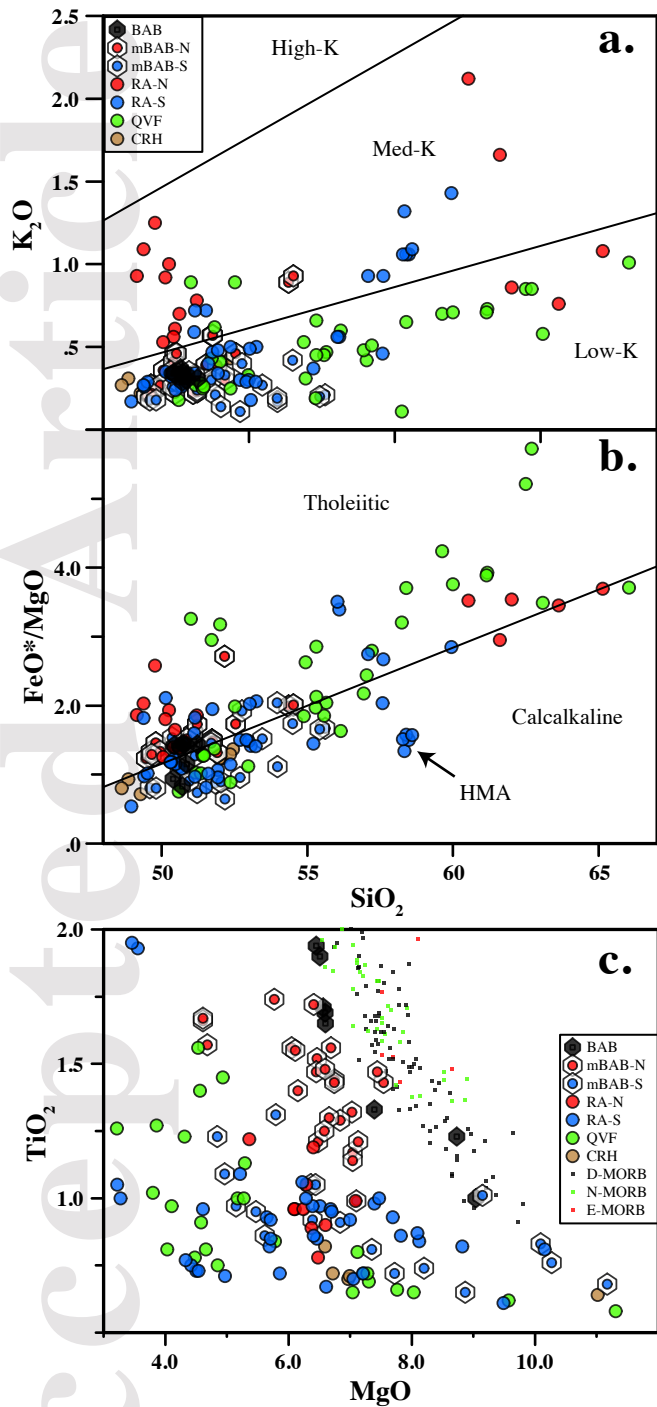 Accepted Article
2.5
2.0
1.5
1.0
.5
.0
K2O
a.
BAB
mBAB-N
mBAB-S
RA-N
RA-S
QVF
CRH
High-K
Med-K
Low-K
b.
4.0
2.0
.0
FeO*/MgO
Tholeiitic
Calcalkaline
HMA
50
55
60
65
SiO2
c.
2.0
1.5
1.0
TiO2
BAB
mBAB-N
mBAB-S
RA-N
RA-S
QVF
CRH
D-MORB
N-MORB
E-MORB
4.0
6.0
8.0
10.0
MgO